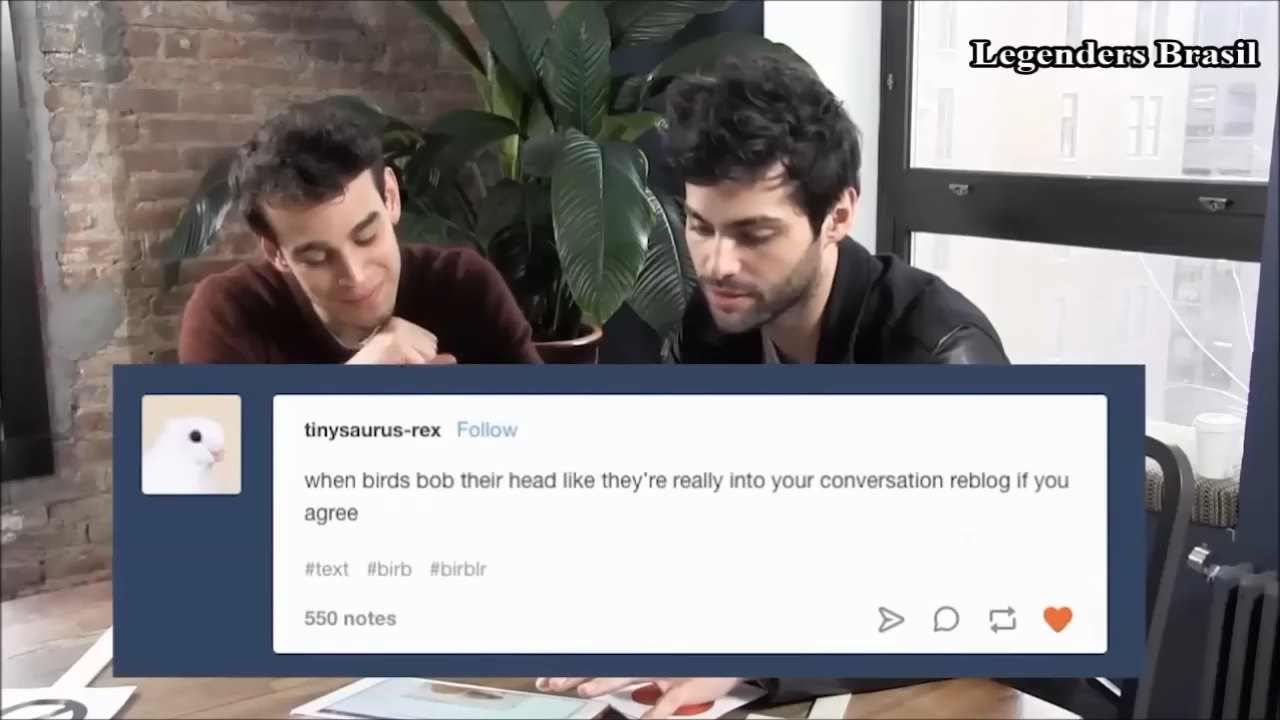 Legenders Brasil
tinysaurus-rex Follow
when birds bob their head like they're really into your conversation reblog if you
agree
#text #birb #birblr
550 notes